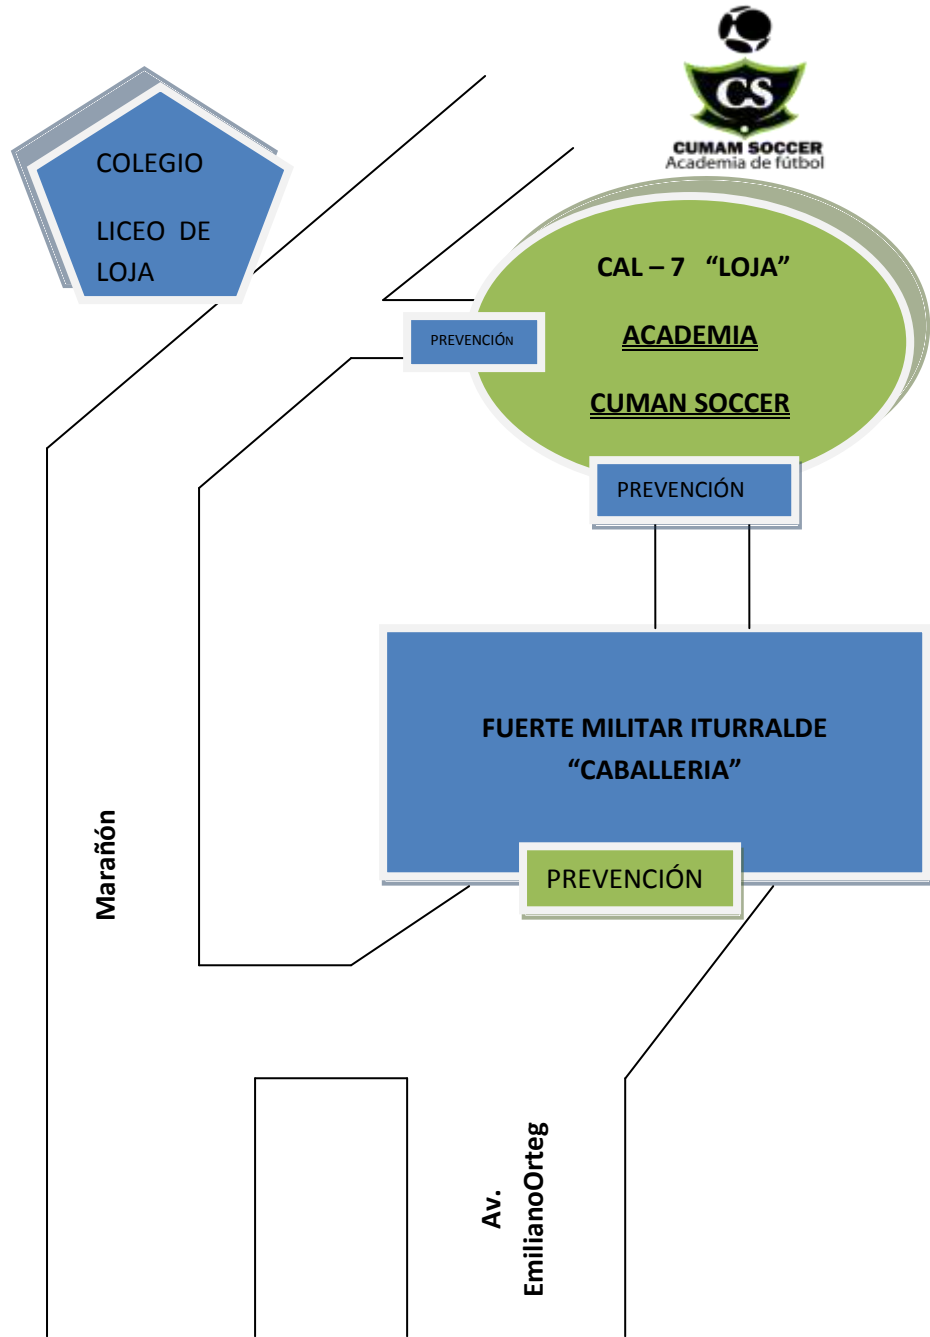 CS
CUMAM SOCCER
Academia de fútbol
COLEGIO
LICEO DE
LOJA
CAL – 7 “LOJA”
ACADEMIA
CUMAN SOCCER
PREVENCIÓN
PREVENCIÓN
FUERTE MILITAR ITURRALDE
“CABALLERIA”
PREVENCIÓN
Marañón
Av.
EmilianoOrteg